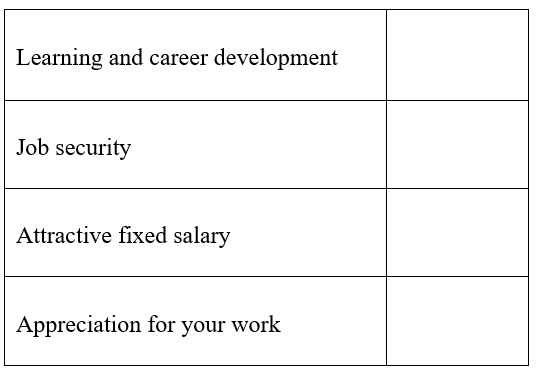 Learning and career development
Job security
Attractive fixed salary
Appreciation for your work